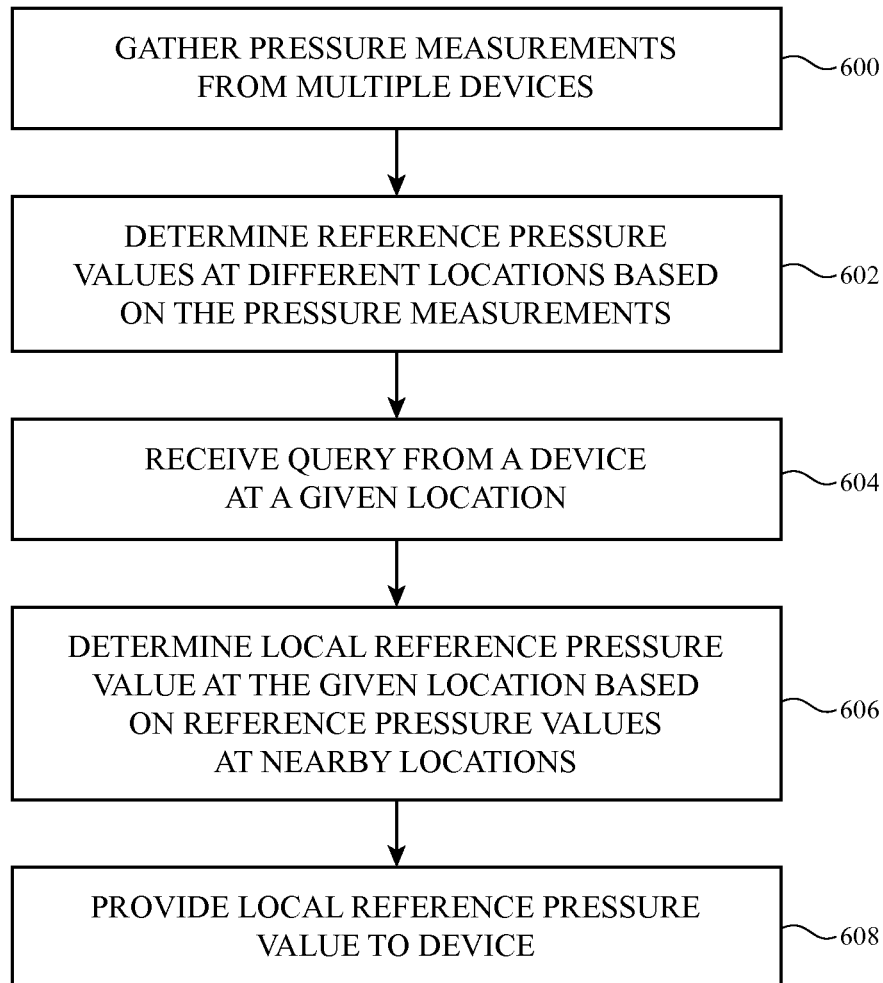 GATHER PRESSURE MEASUREMENTS
FROM MULTIPLE DEVICES
600
DETERMINE REFERENCE PRESSURE
VALUES AT DIFFERENT LOCATIONS BASED
ON THE PRESSURE MEASUREMENTS
602
RECEIVE QUERY FROM A DEVICE
AT A GIVEN LOCATION
604
DETERMINE LOCAL REFERENCE PRESSURE
VALUE AT THE GIVEN LOCATION BASED
ON REFERENCE PRESSURE VALUES
AT NEARBY LOCATIONS
606
PROVIDE LOCAL REFERENCE PRESSURE
VALUE TO DEVICE
608